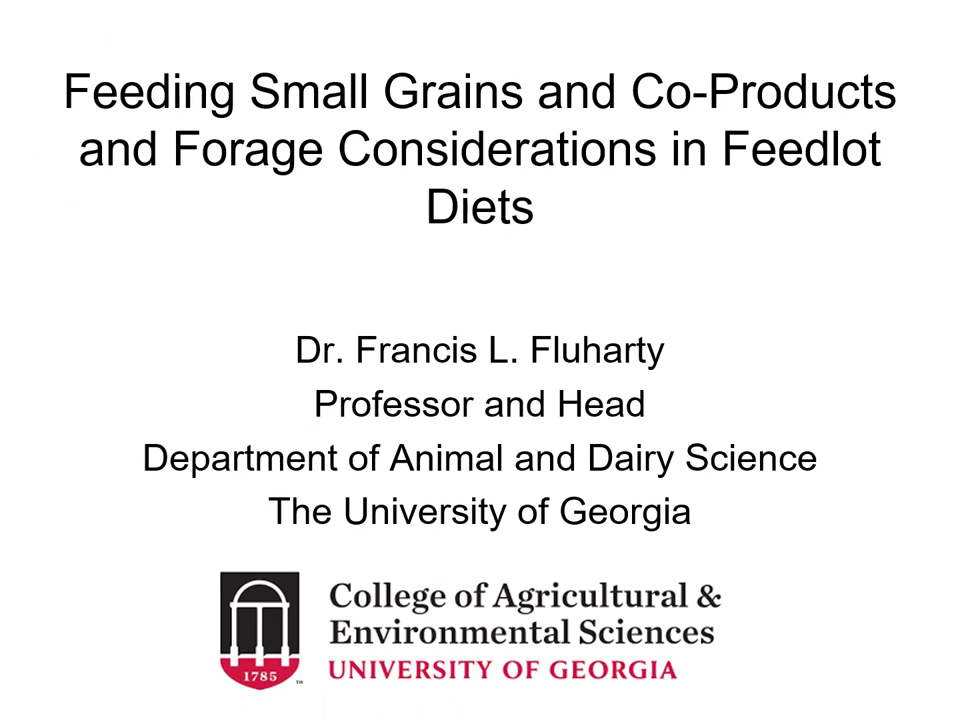 Feeding Small Grains and Co-Products
and Forage Considerations in Feedlot
Diets
Dr. Francis L. Fluharty
Professor and Head
Department of Animal and Dairy Science
The University of Georgia
College of Agricultural &
Environmental Sciences
UNIVERSITY OF GEORGIA
1785
™